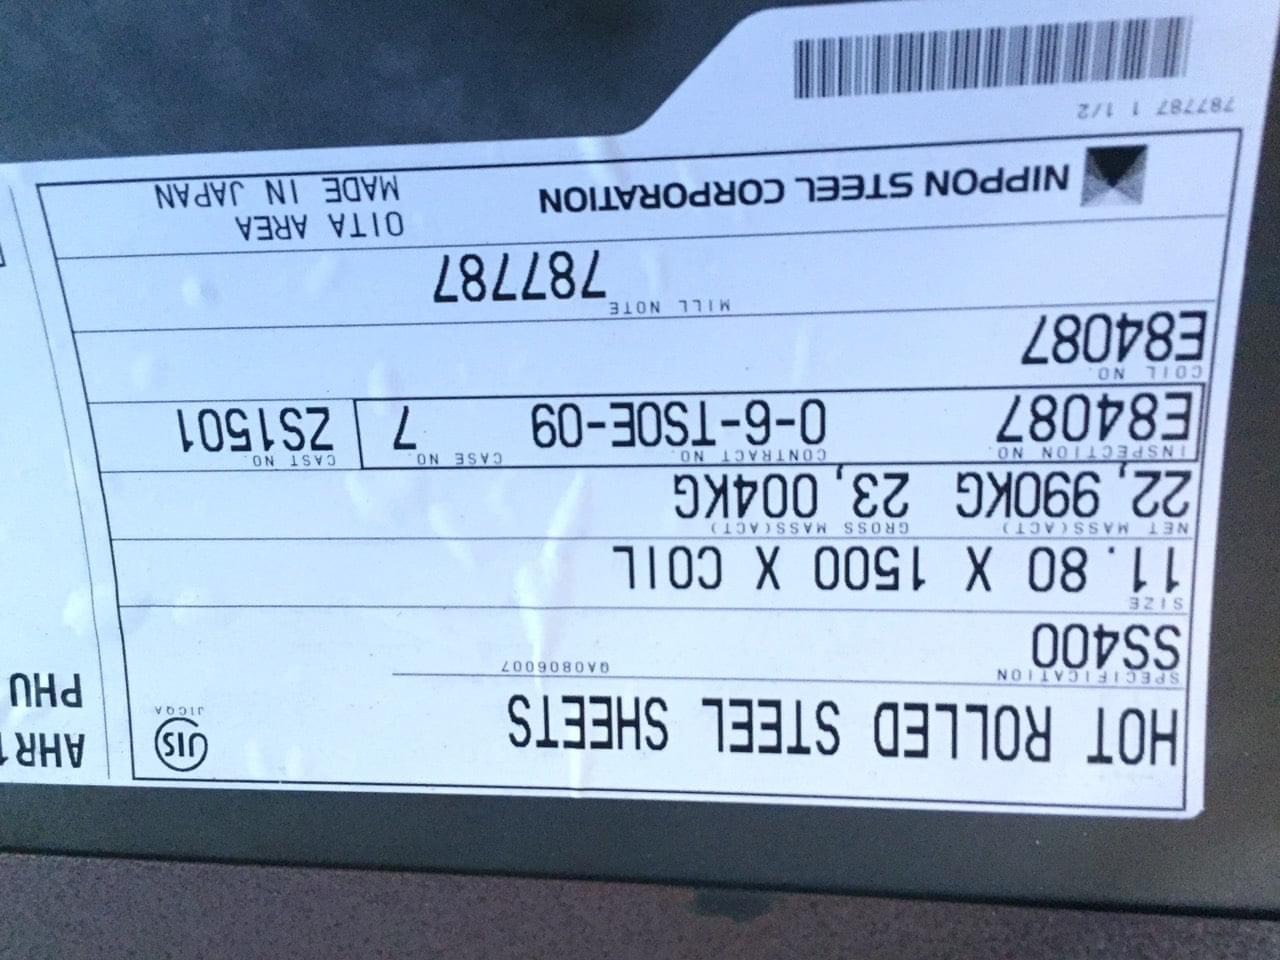 HOT ROLLED STEEL SHEETS
JIS
JICQA
QA0806007
SPECIFICATION
SS400
SIZE
11.80 X 1500 X COIL
NET MASS(ACT) GROSS MASS(ACT)
22,990KG 23,004KG
INSPECTION NO. CONTRACT NO. CASE NO. CAST NO.
E84087 0-6-TSOE-09 7 ZS1501
COIL NO.
E84087
MILL NOTE 787787
NIPPON STEEL CORPORATION
OITA AREA
MADE IN JAPAN
787787 1 1/2
PHU